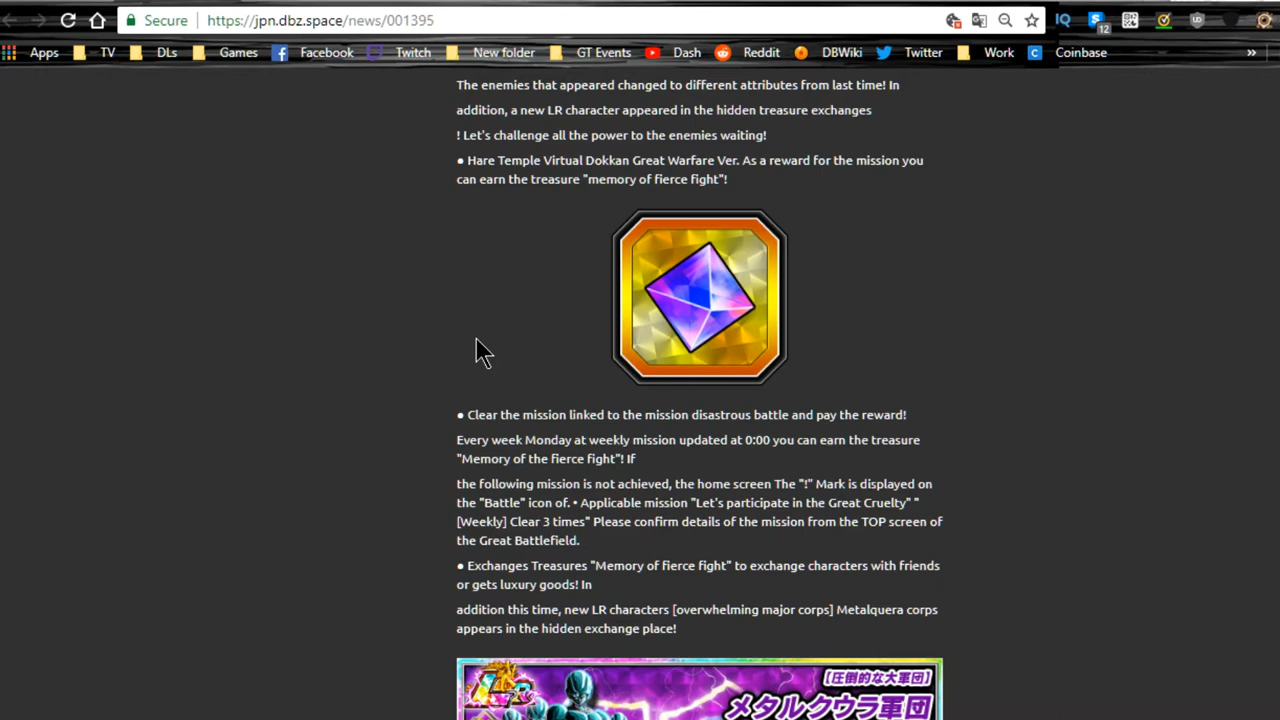 Secure https://jpn.dbz.space/news/001395
12
Apps TV DLs Games Facebook Twitch New folder GT Events Dash Reddit DBWiki Twitter Work Coinbase »
The enemies that appeared changed to different attributes from last time! In
addition, a new LR character appeared in the hidden treasure exchanges
! Let's challenge all the power to the enemies waiting!
● Hare Temple Virtual Dokkan Great Warfare Ver. As a reward for the mission you
can earn the treasure "memory of fierce fight"!
● Clear the mission linked to the mission disastrous battle and pay the reward!
Every week Monday at weekly mission updated at 0:00 you can earn the treasure
"Memory of the fierce fight"! If
the following mission is not achieved, the home screen The "!" Mark is displayed on
the "Battle" icon of. • Applicable mission "Let's participate in the Great Cruelty" "
[Weekly] Clear 3 times" Please confirm details of the mission from the TOP screen of
the Great Battlefield.
● Exchanges Treasures "Memory of fierce fight" to exchange characters with friends
or gets luxury goods! In
addition this time, new LR characters [overwhelming major corps] Metalquera corps
appears in the hidden exchange place!
LR
[圧倒的な大軍団]
メタルクウラ軍団